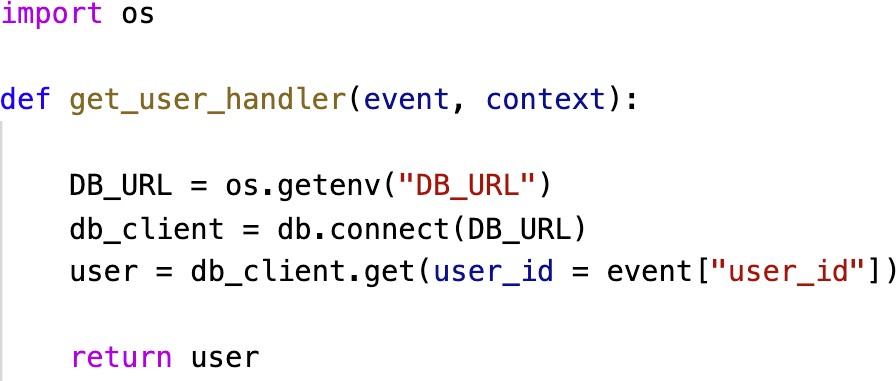 import os
def get_user_handler(event, context):
DB_URL = os.getenv("DB_URL")
db_client = db.connect(DB_URL)
user = db_client.get(user_id = event["user_id"])
return user